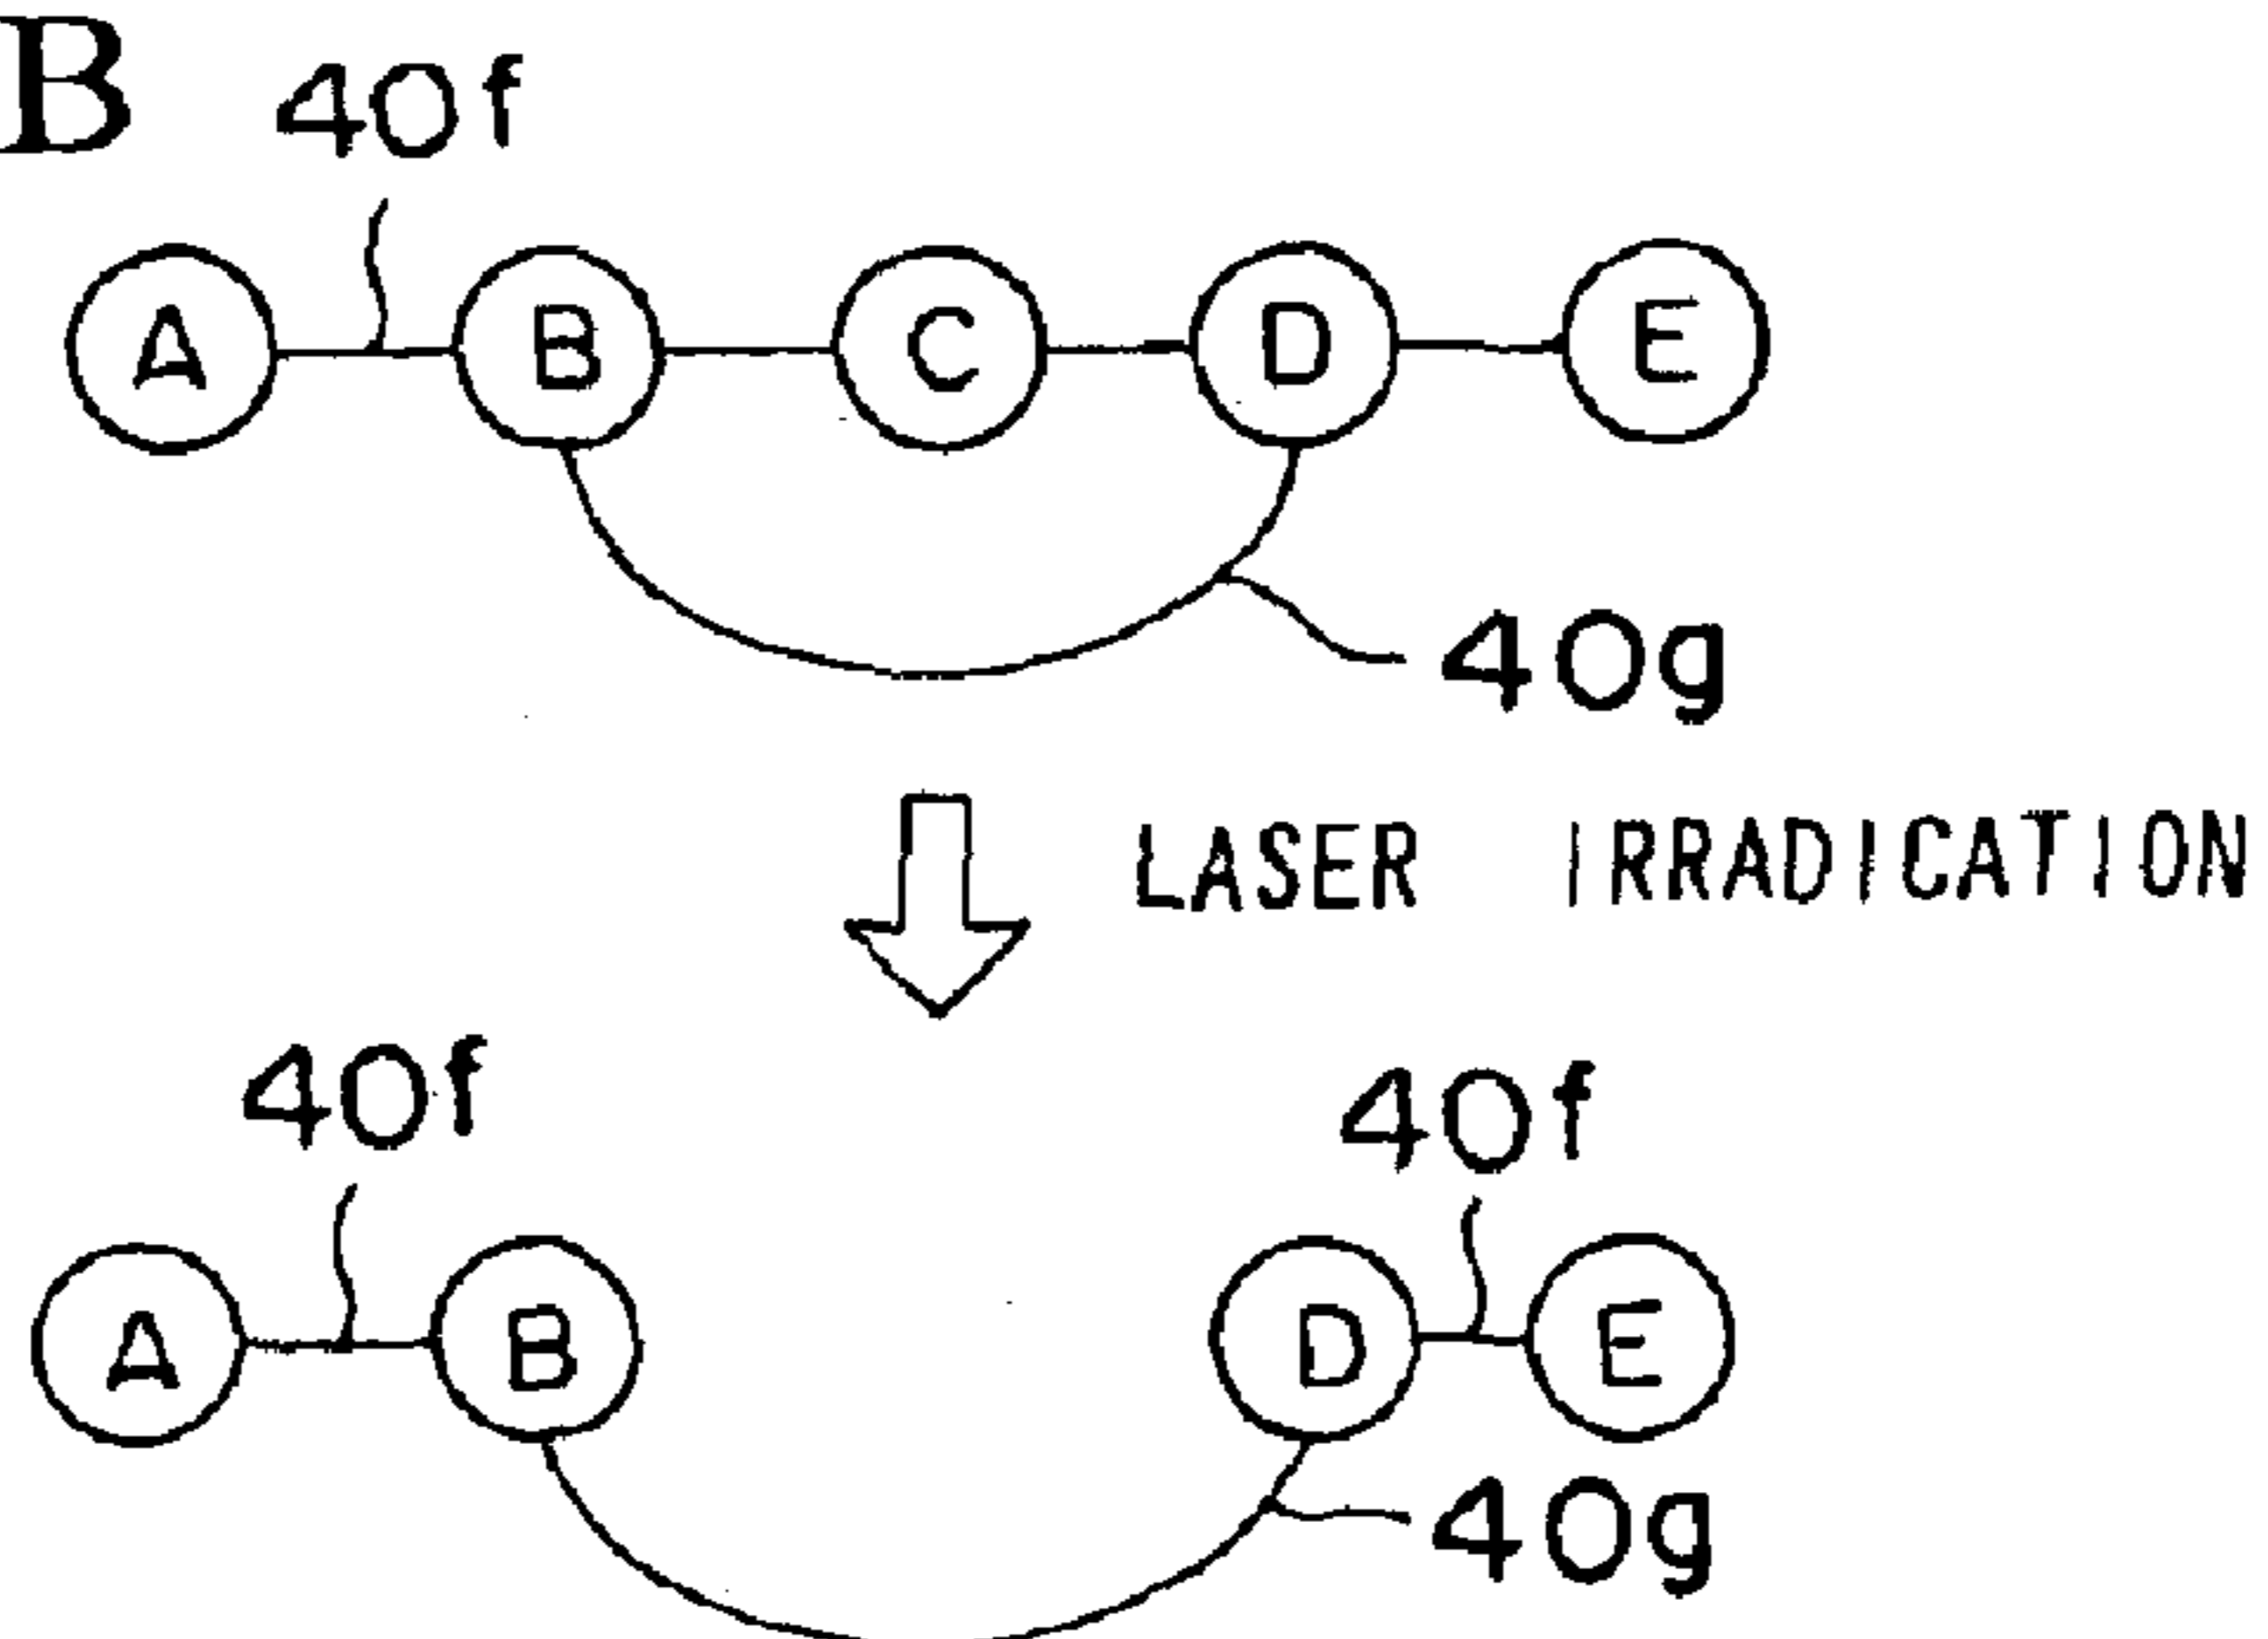 B
40f
A B C D E
40g
LASER IRRADICATION
40f 40f
A B D E
40g